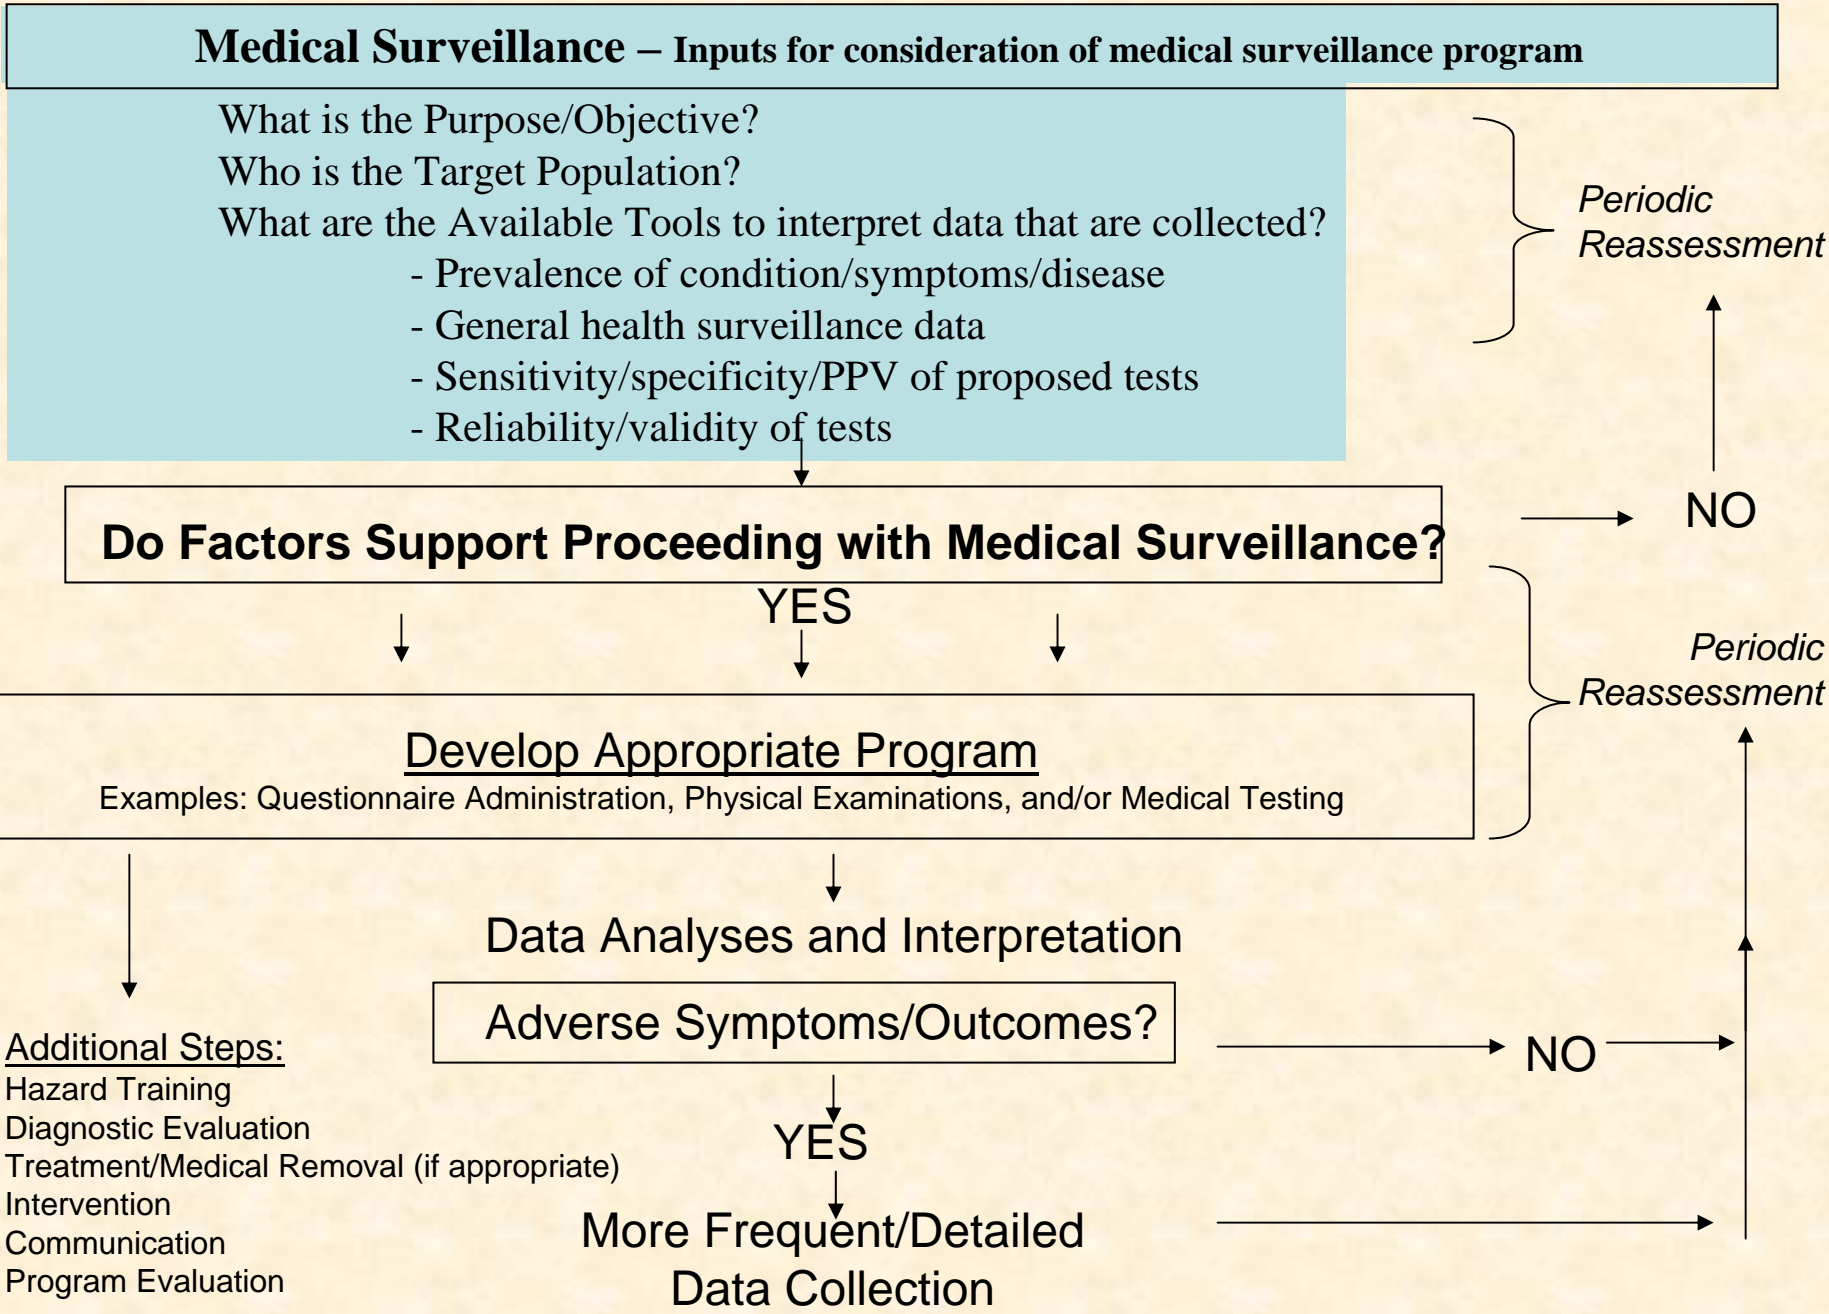 Medical Surveillance – Inputs for consideration of medical surveillance program
What is the Purpose/Objective?
Who is the Target Population?
What are the Available Tools to interpret data that are collected?
- Prevalence of condition/symptoms/disease
- General health surveillance data
- Sensitivity/specificity/PPV of proposed tests
- Reliability/validity of tests
Periodic
Reassessment
Do Factors Support Proceeding with Medical Surveillance?
NO
YES
Periodic
Reassessment
Develop Appropriate Program
Examples: Questionnaire Administration, Physical Examinations, and/or Medical Testing
Data Analyses and Interpretation
Adverse Symptoms/Outcomes?
NO
YES
More Frequent/Detailed
Data Collection
Additional Steps:
Hazard Training
Diagnostic Evaluation
Treatment/Medical Removal (if appropriate)
Intervention
Communication
Program Evaluation